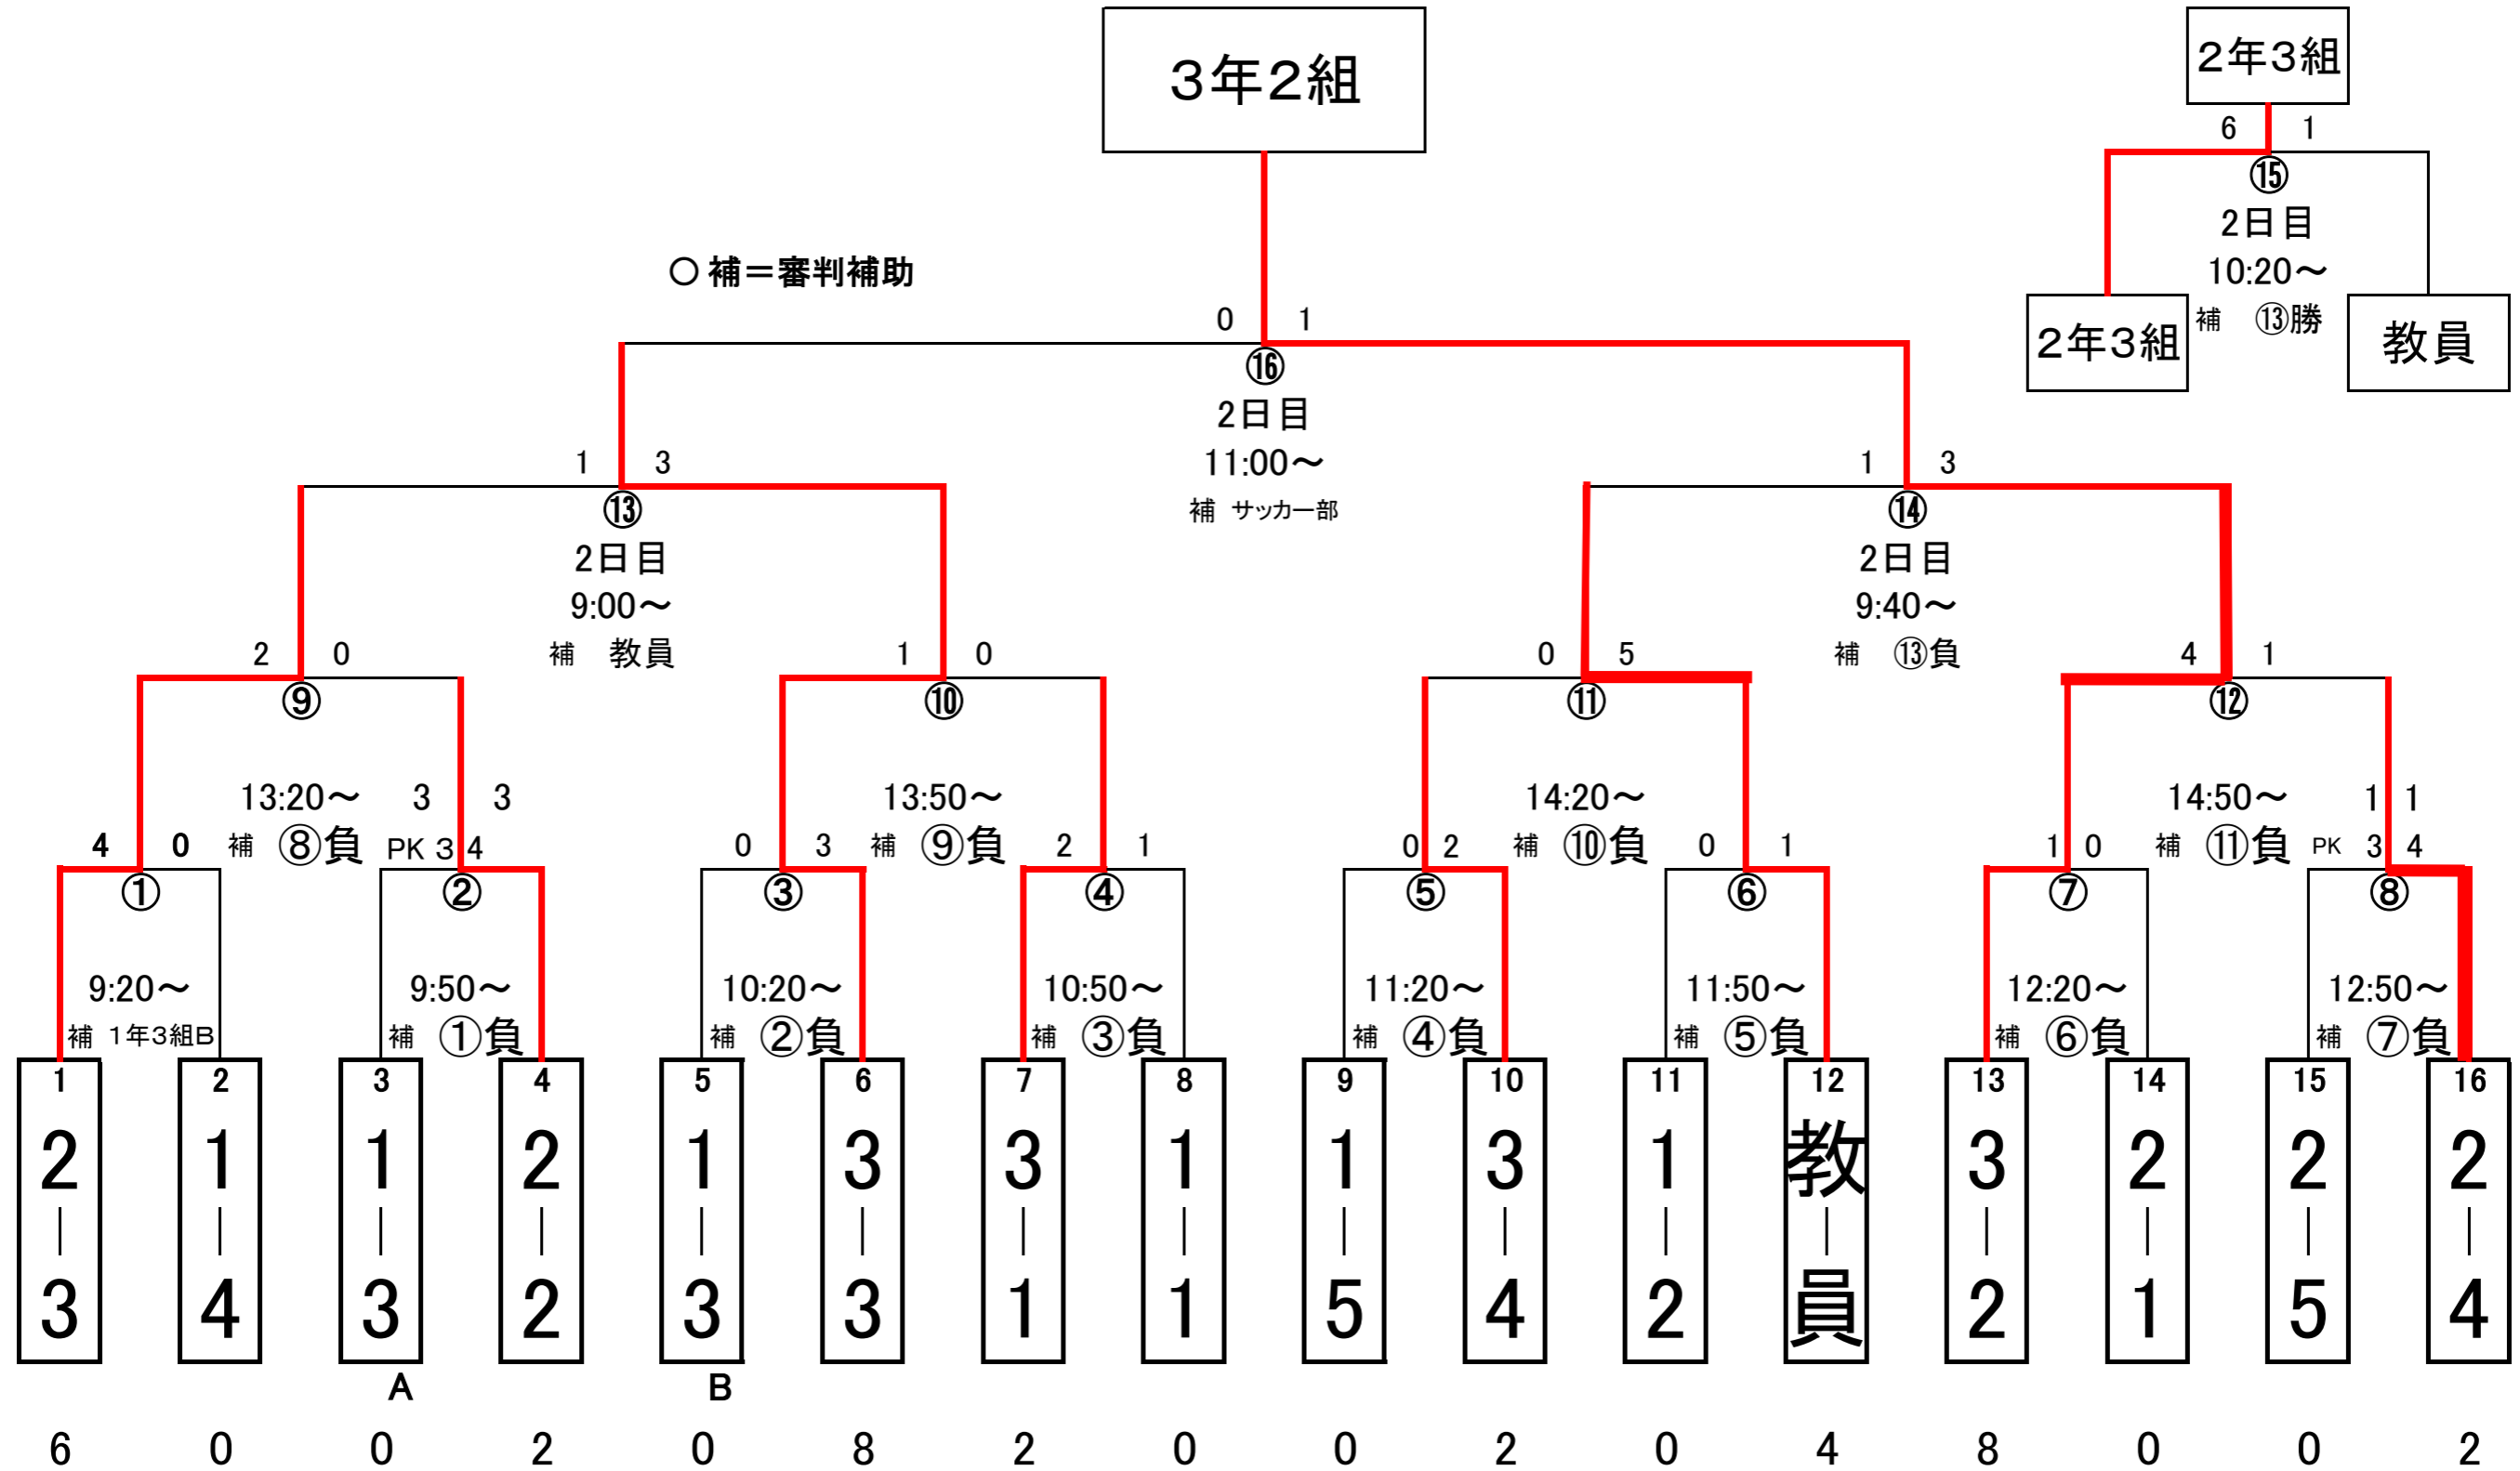 3年2組
2年3組
6 1
⑮
2日目
10:20～
補 ⑬勝
2年3組
教員
○ 補＝審判補助
0 1
⑯
2日目
11:00～
補 サッカー部
1 3
⑬
2日目
9:00～
補 教員
1 3
⑭
2日目
9:40～
補 ⑬負
2 0
⑨
13:20～
補 ⑧負
1 0
⑩
13:50～
補 ⑨負
0 5
⑪
14:20～
補 ⑩負
4 1
⑫
14:50～
補 ⑪負
4 0
①
9:20～
補 1年3組B
3 3
PK 3 4
②
9:50～
補 ①負
0 3
③
10:20～
補 ②負
2 1
④
10:50～
補 ③負
0 2
⑤
11:20～
補 ④負
0 1
⑥
11:50～
補 ⑤負
1 0
⑦
12:20～
補 ⑥負
1 1
PK 3 4
⑧
12:50～
補 ⑦負
1 2 3 4 5 6 7 8 9 10 11 12 13 14 15 16
2|3
1|4
1|3
2|2
1|3
3|3
3|1
1|1
1|5
3|4
1|2
教|員
3|2
2|1
2|5
2|4
A B
6 0 0 2 0 8 2 0 0 2 0 4 8 0 0 2